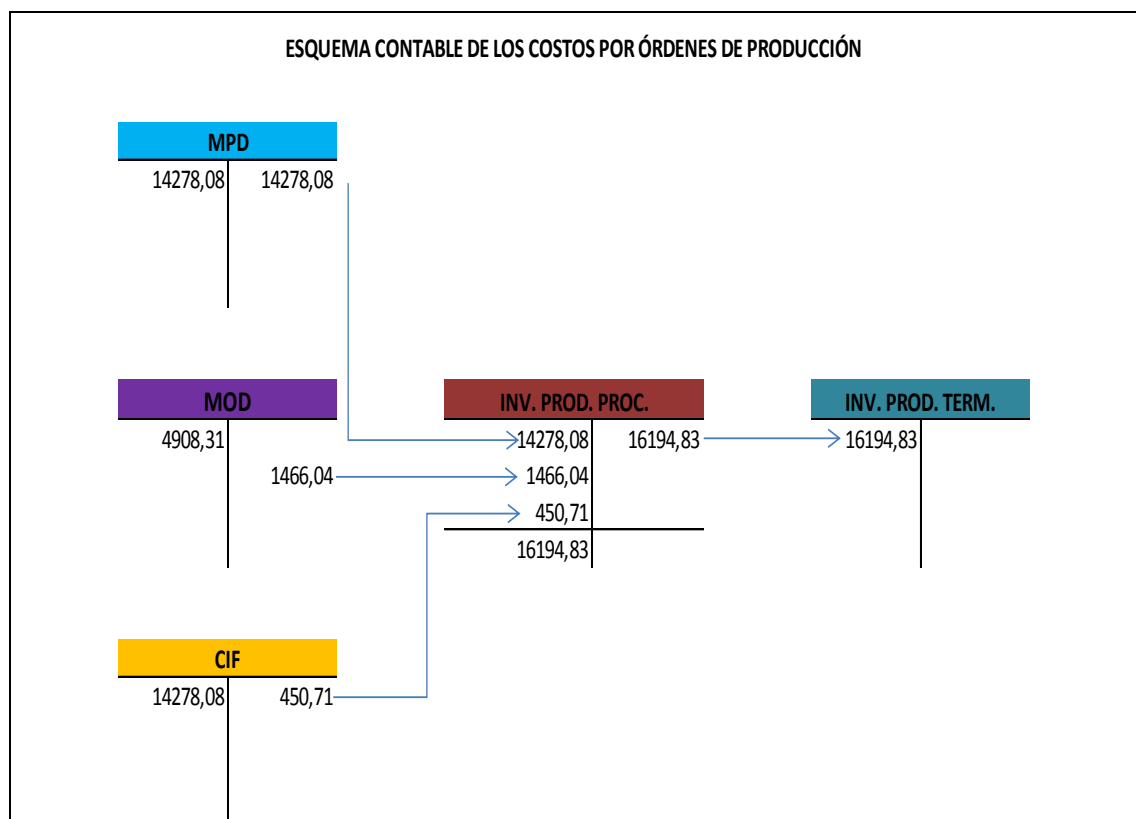 ESQUEMA CONTABLE DE LOS COSTOS POR ÓRDENES DE PRODUCCIÓN
MPD
14278,08 14278,08
MOD INV. PROD. PROC. INV. PROD. TERM.
4908,31 14278,08 16194,83 16194,83
1466,04 1466,04
450,71
16194,83
CIF
14278,08 450,71